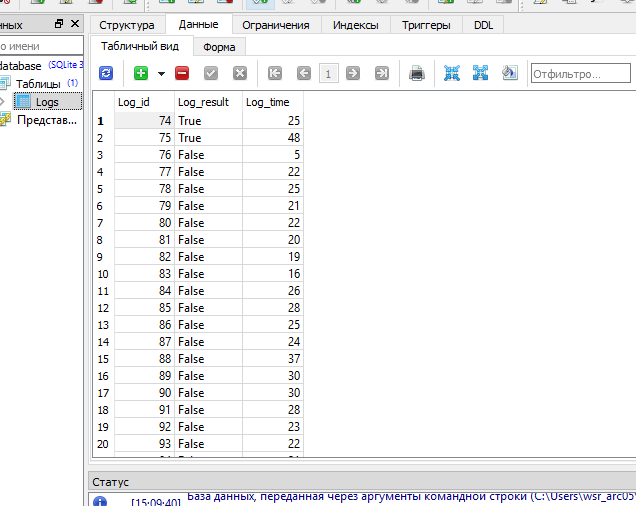 Структура Данные Ограничения Индексы Триггеры DDL
нных
Табличный вид Форма
о имени
database (SQLite 3
Таблицы (1)
Logs
Представ...
1 Отфильтро...
Log_id Log_result Log_time
1 74 True 25
2 75 True 48
3 76 False 5
4 77 False 22
5 78 False 25
6 79 False 21
7 80 False 22
8 81 False 20
9 82 False 19
10 83 False 16
11 84 False 26
12 85 False 28
13 86 False 25
14 87 False 24
15 88 False 37
16 89 False 30
17 90 False 30
18 91 False 28
19 92 False 23
20 93 False 22
Статус
[15:09:40] База данных, переданная через аргументы командной строки (C:\Users\wsr_arc05\